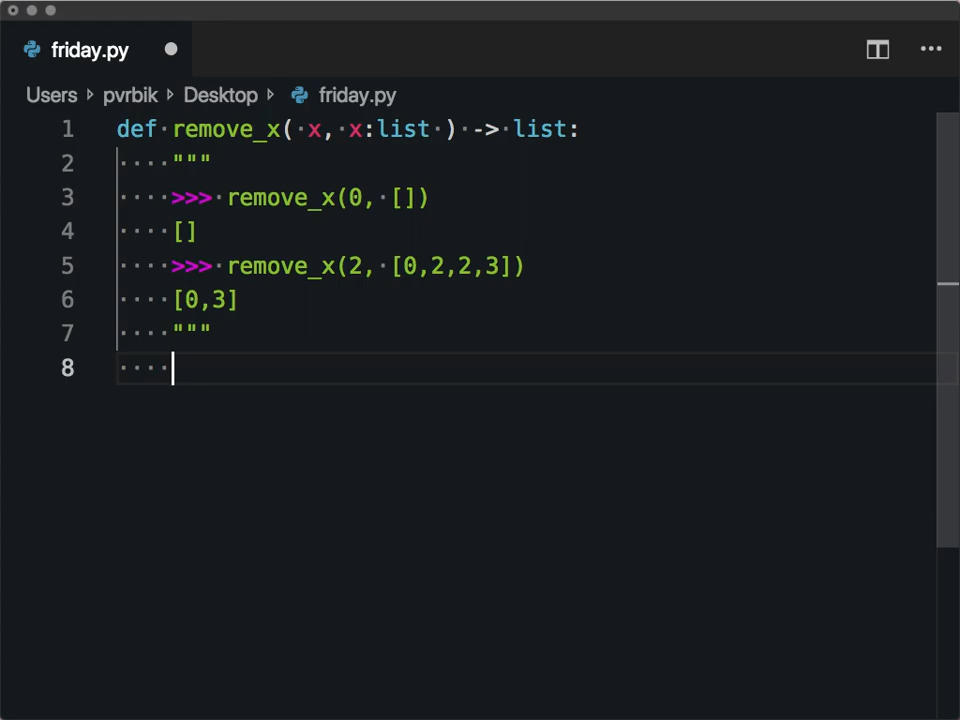 friday.py
Users pvrbik Desktop friday.py
1 def remove_x( x, x:list ) -> list:
2 """
3 >>> remove_x(0, [])
4 []
5 >>> remove_x(2, [0,2,2,3])
6 [0,3]
7 """
8